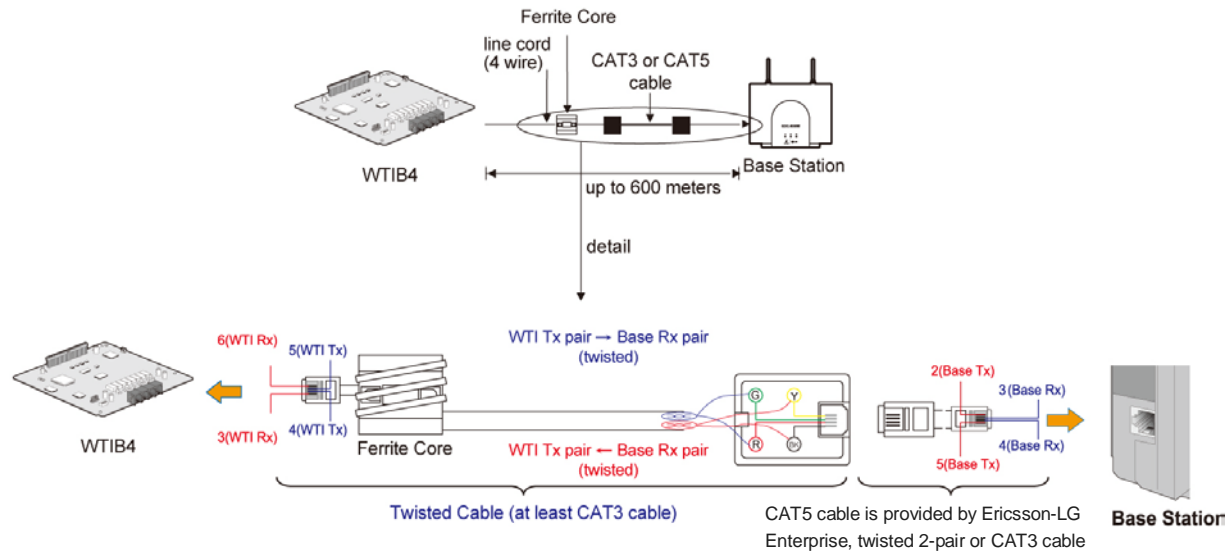 Ferrite Core
line cord
(4 wire)
CAT3 or CAT5
cable
WTIB4
Base Station
up to 600 meters
detail
WTI Tx pair → Base Rx pair
(twisted)
6(WTI Rx)
5(WTI Tx)
3(WTI Rx)
4(WTI Tx)
WTIB4
Ferrite Core
G
Y
R
BK
WTI Tx pair ← Base Rx pair
(twisted)
2(Base Tx)
3(Base Rx)
4(Base Rx)
5(Base Tx)
Twisted Cable (at least CAT3 cable)
CAT5 cable is provided by Ericsson-LG
Enterprise, twisted 2-pair or CAT3 cable
Base Station